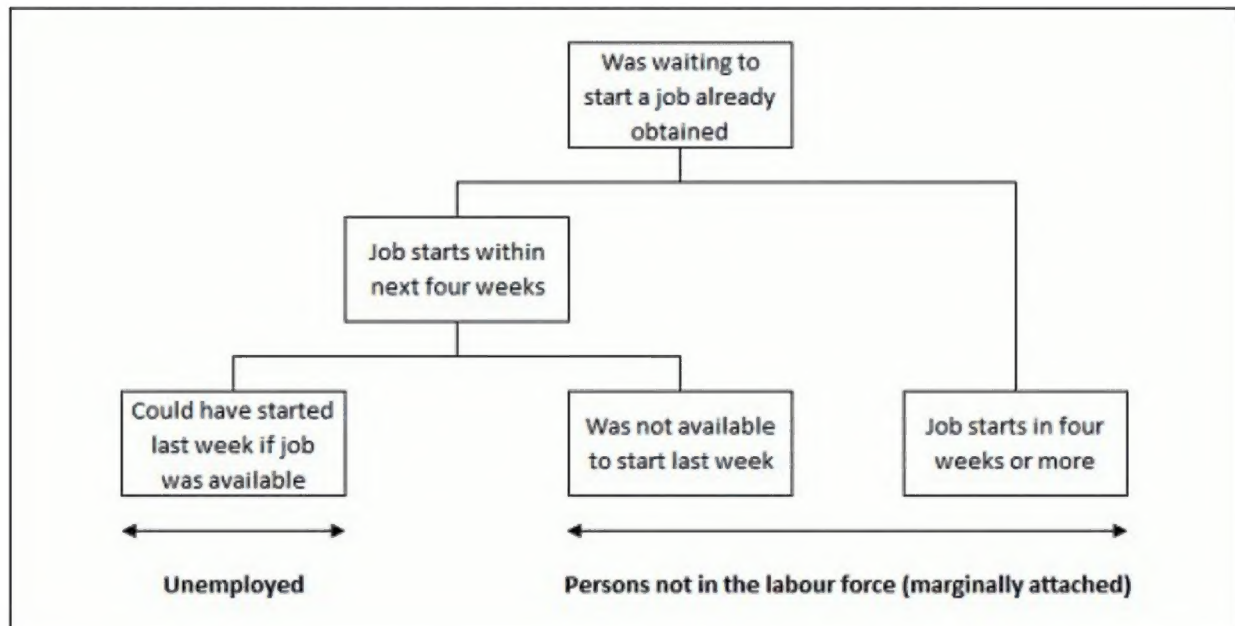 Was waiting to
start a job already
obtained
Job starts within
next four weeks
Could have started
last week if job
was available
Was not available
to start last week
Job starts in four
weeks or more
Unemployed
Persons not in the labour force (marginally attached)